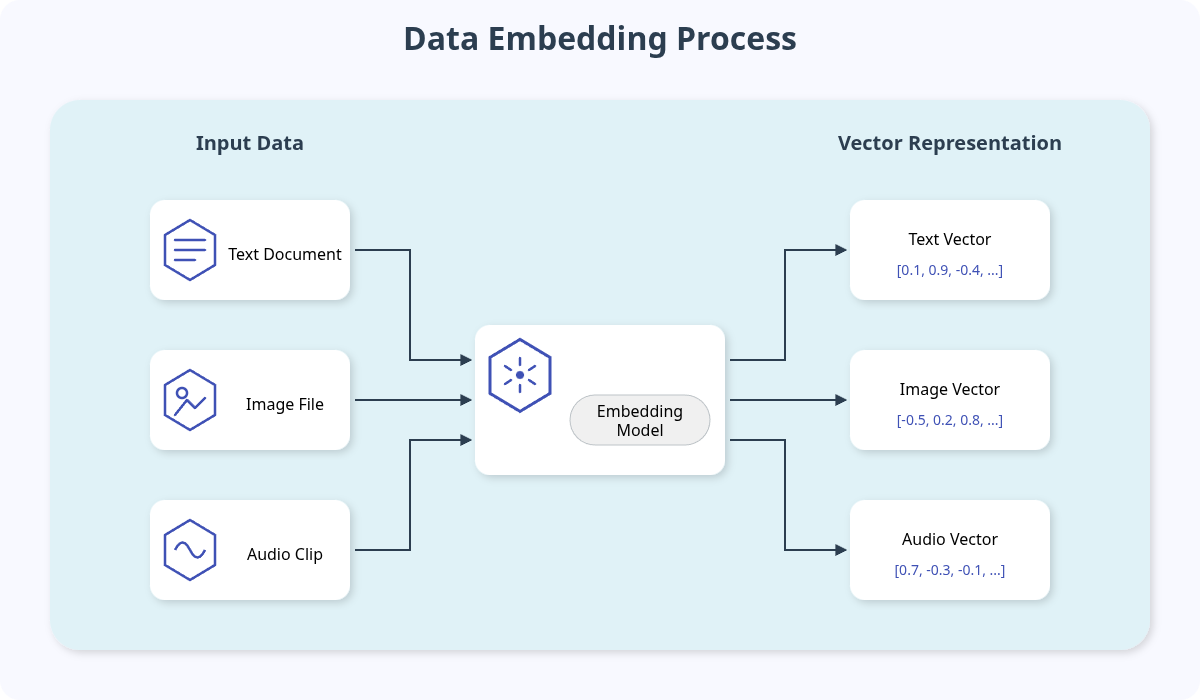 Data Embedding Process
Input Data
Vector Representation
Text Document
Image File
Audio Clip
Embedding
Model
Text Vector
[0.1, 0.9, -0.4, ...]
Image Vector
[-0.5, 0.2, 0.8, ...]
Audio Vector
[0.7, -0.3, -0.1, ...]